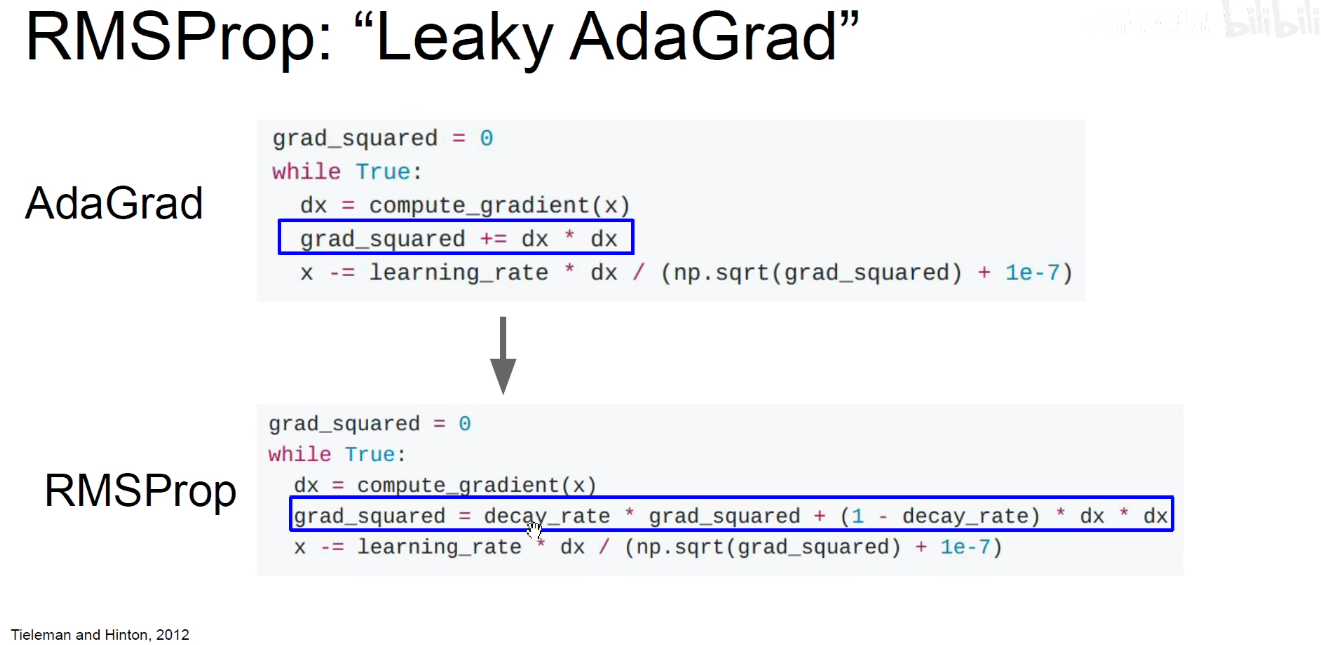 RMSProp: “Leaky AdaGrad”
bilibili
AdaGrad
grad_squared = 0
while True:
dx = compute_gradient(x)
grad_squared += dx * dx
x -= learning_rate * dx / (np.sqrt(grad_squared) + 1e-7)
RMSProp
grad_squared = 0
while True:
dx = compute_gradient(x)
grad_squared = decay_rate * grad_squared + (1 - decay_rate) * dx * dx
x -= learning_rate * dx / (np.sqrt(grad_squared) + 1e-7)
Tieleman and Hinton, 2012